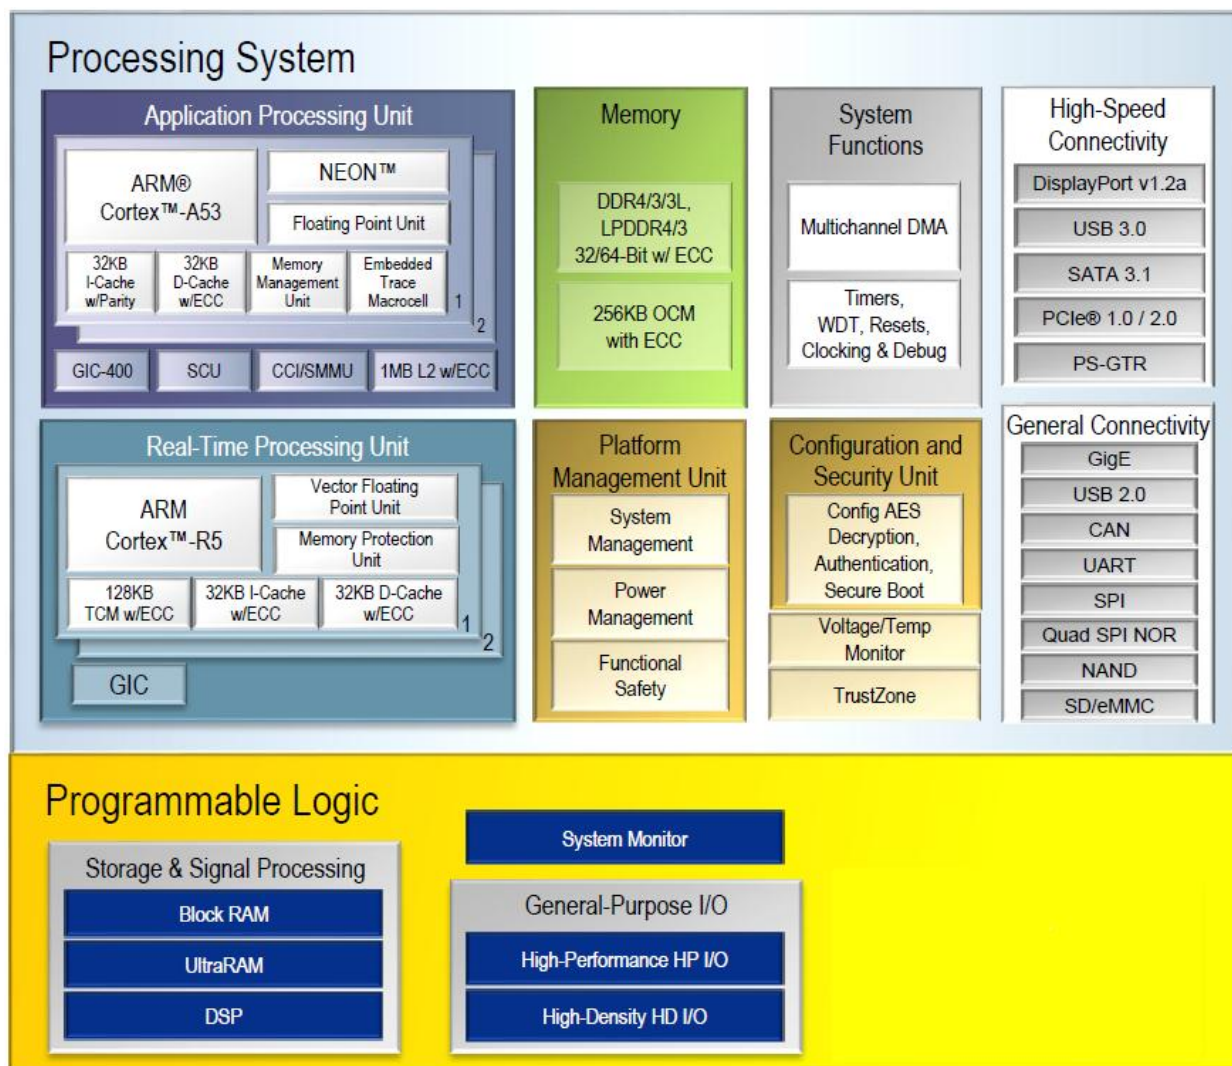 Processing System
Application Processing Unit
ARM®
Cortex™-A53
NEON™
Floating Point Unit
32KB
I-Cache
w/Parity
32KB
D-Cache
w/ECC
Memory
Management
Unit
Embedded
Trace
Macrocell
1
2
GIC-400
SCU
CCI/SMMU
1MB L2 w/ECC
Memory
DDR4/3/3L,
LPDDR4/3
32/64-Bit w/ ECC
256KB OCM
with ECC
System
Functions
Multichannel DMA
Timers,
WDT, Resets,
Clocking & Debug
High-Speed
Connectivity
DisplayPort v1.2a
USB 3.0
SATA 3.1
PCIe® 1.0 / 2.0
PS-GTR
Real-Time Processing Unit
ARM
Cortex™-R5
Vector Floating
Point Unit
Memory Protection
Unit
128KB
TCM w/ECC
32KB I-Cache
w/ECC
32KB D-Cache
w/ECC
1
2
GIC
Platform
Management Unit
System
Management
Power
Management
Functional
Safety
Configuration and
Security Unit
Config AES
Decryption,
Authentication,
Secure Boot
Voltage/Temp
Monitor
TrustZone
General Connectivity
GigE
USB 2.0
CAN
UART
SPI
Quad SPI NOR
NAND
SD/eMMC
Programmable Logic
Storage & Signal Processing
Block RAM
UltraRAM
DSP
System Monitor
General-Purpose I/O
High-Performance HP I/O
High-Density HD I/O